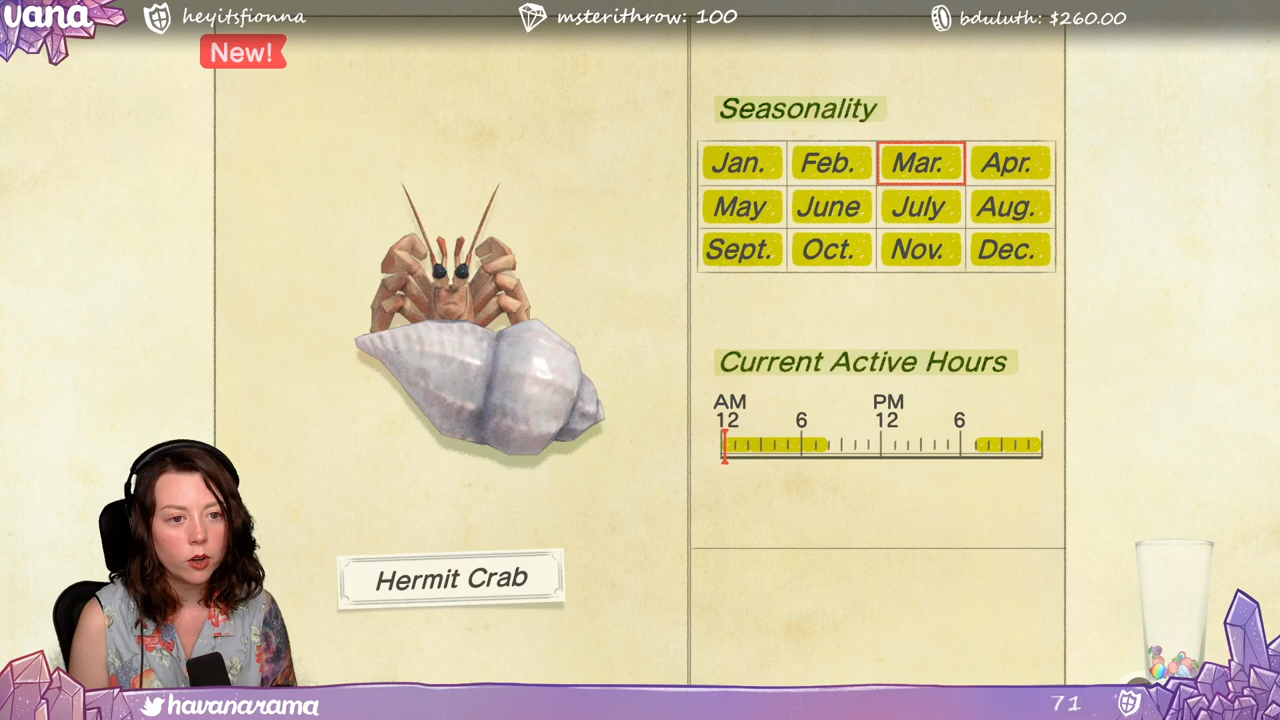 vana
heyitsfionna
msterithrow: 100
bduluth: $260.00
New!
Seasonality
Jan. Feb. Mar. Apr.
May June July Aug.
Sept. Oct. Nov. Dec.
Current Active Hours
AM PM
12 6 12 6
Hermit Crab
havanarama
71